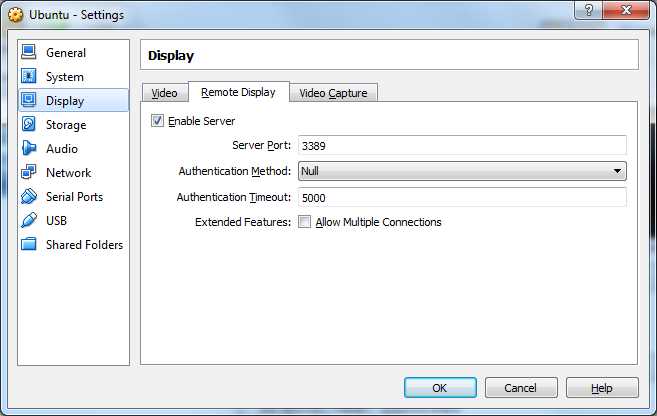 Ubuntu - Settings
?
General
System
Display
Storage
Audio
Network
Serial Ports
USB
Shared Folders
Display
Video
Remote Display
Video Capture
Enable Server
Server Port: 3389
Authentication Method: Null
Authentication Timeout: 5000
Extended Features: Allow Multiple Connections
OK Cancel Help